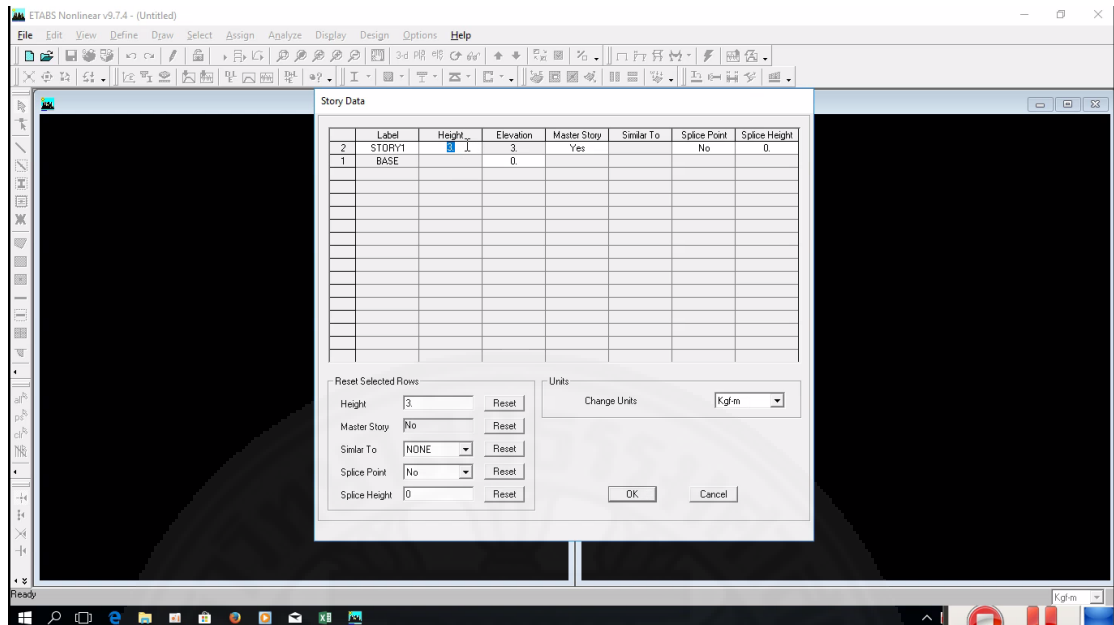 ETABS Nonlinear v9.7.4 - (Untitled)
File Edit View Define Draw Select Assign Analyze Display Design Options Help
3-d
Story Data
Label Height Elevation Master Story Similar To Splice Point Splice Height
2 STORY1 3. 3. Yes No 0.
1 BASE 0.
Reset Selected Rows
Height 3. Reset
Master Story No Reset
Simlar To NONE Reset
Splice Point No Reset
Splice Height 0 Reset
Units
Change Units Kgf-m
OK Cancel
Ready
Kgf-m